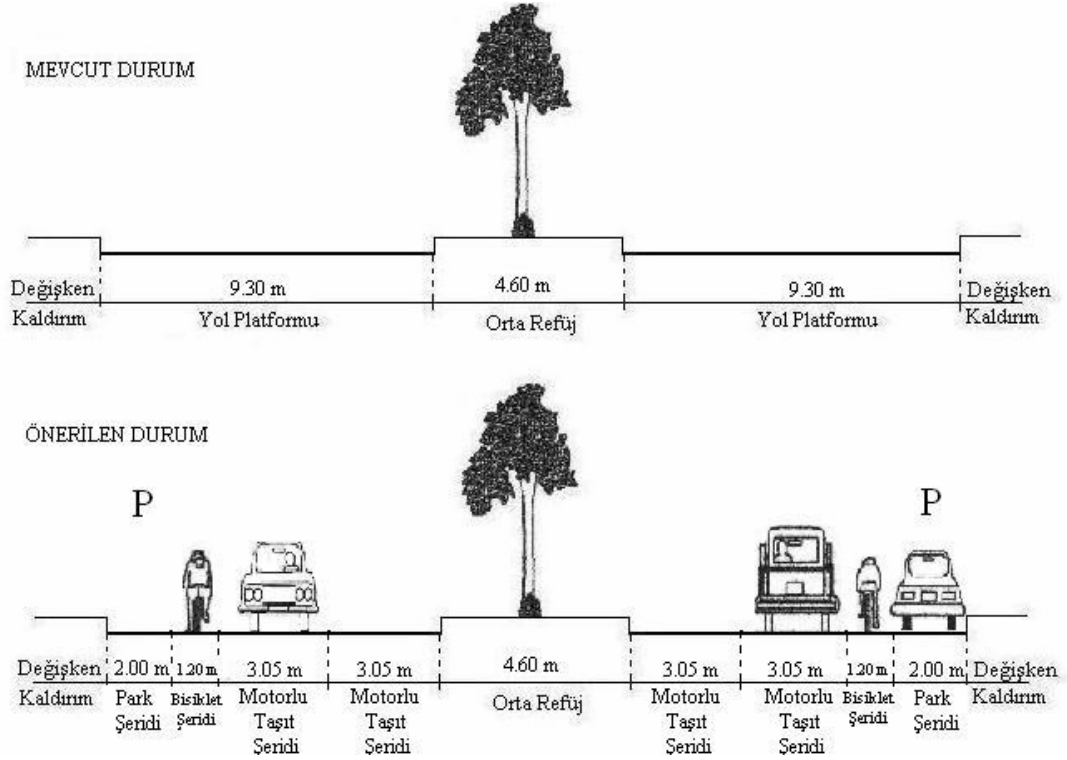 MEVCUT DURUM
Değişken 9.30 m 4.60 m 9.30 m Değişken
Kaldırım Yol Platformu Orta Refüj Yol Platformu Kaldırım
ÖNERİLEN DURUM
P P
Değişken 2.00 m 1.20 m 3.05 m 3.05 m 4.60 m 3.05 m 3.05 m 1.20 m 2.00 m Değişken
Kaldırım Park Bisiklet Motorlu Motorlu Orta Refüj Motorlu Motorlu Bisiklet Park Kaldırım
Şeridi Şeridi Taşıt Taşıt Taşıt Taşıt Şeridi Şeridi
Şeridi Şeridi Şeridi Şeridi